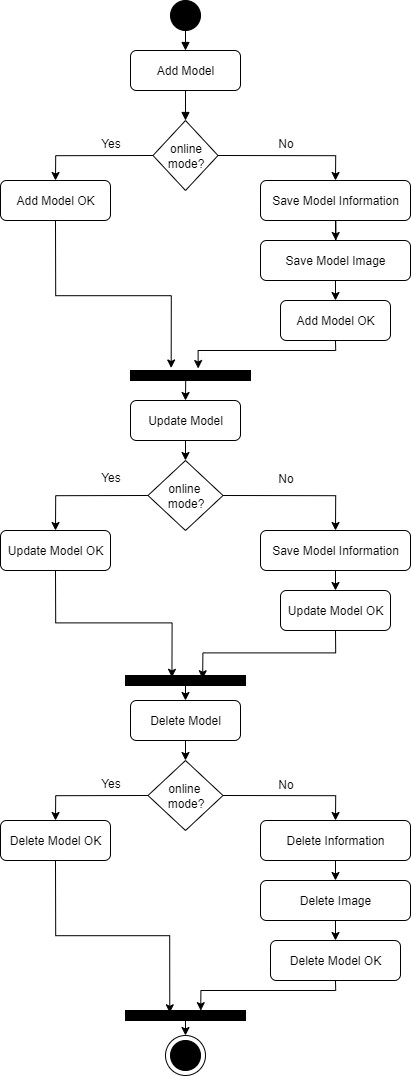 Add Model
online
mode?
Yes
No
Add Model OK
Save Model Information
Save Model Image
Add Model OK
Update Model
online
mode?
Yes
No
Update Model OK
Save Model Information
Update Model OK
Delete Model
online
mode?
Yes
No
Delete Model OK
Delete Information
Delete Image
Delete Model OK